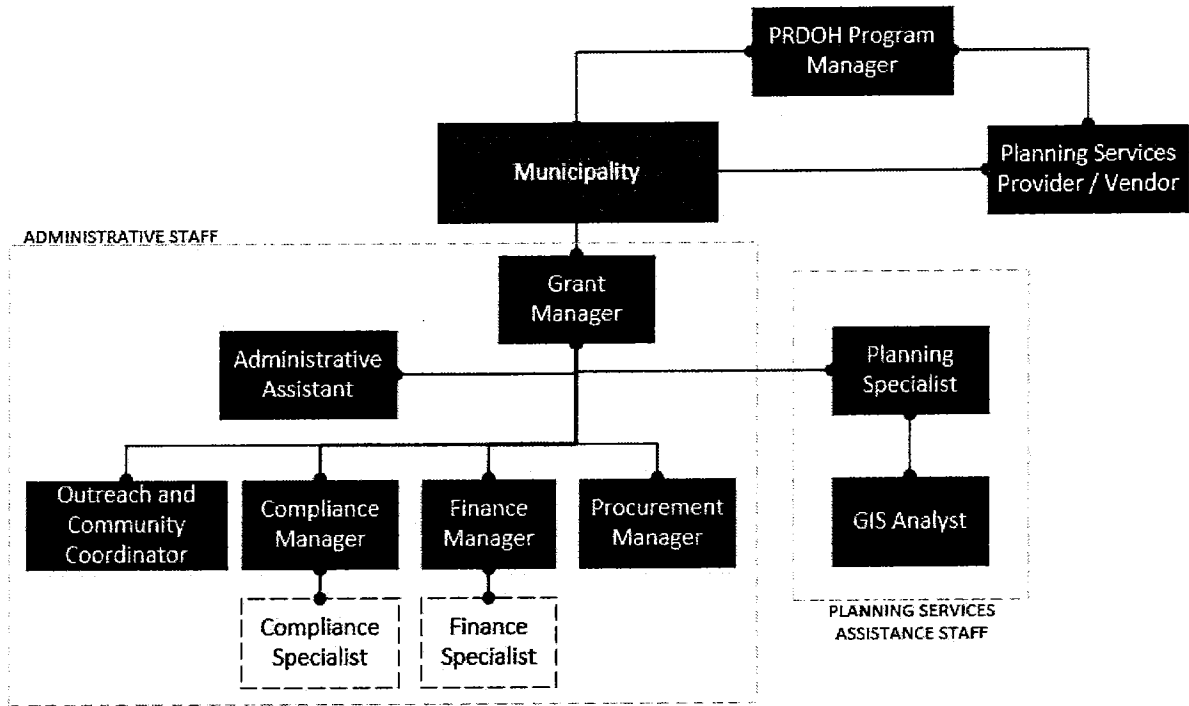 PRDOH Program
Manager
Municipality
Planning Services
Provider / Vendor
ADMINISTRATIVE STAFF
Grant
Manager
Administrative
Assistant
Planning
Specialist
Outreach and
Community
Coordinator
Compliance
Manager
Finance
Manager
Procurement
Manager
GIS Analyst
Compliance
Specialist
Finance
Specialist
PLANNING SERVICES
ASSISTANCE STAFF